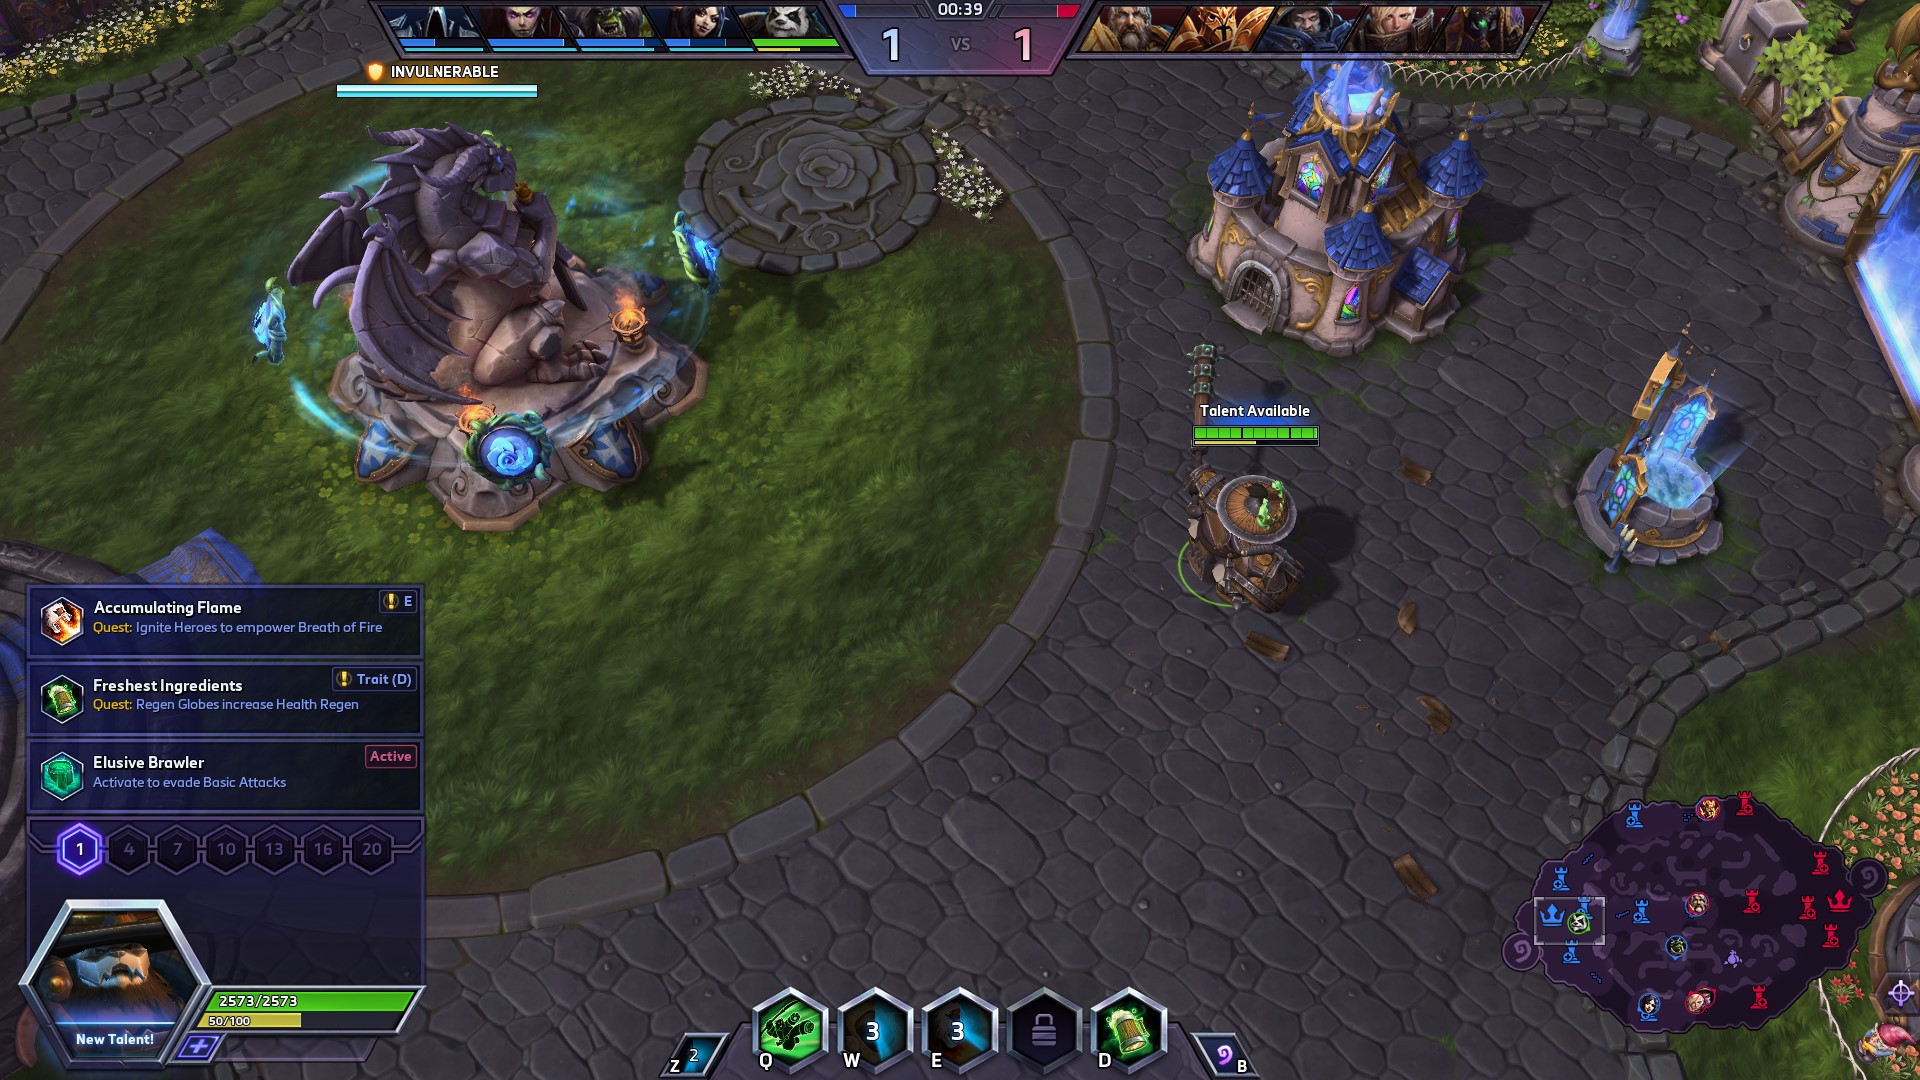 00:39
1 VS 1
INVULNERABLE
Talent Available
Accumulating Flame
E
Quest: Ignite Heroes to empower Breath of Fire
Freshest Ingredients
Trait (D)
Quest: Regen Globes increase Health Regen
Elusive Brawler
Active
Activate to evade Basic Attacks
1 4 7 10 13 16 20
2573/2573
50/100
New Talent!
Z 2
Q
W 3
E 3
D
B